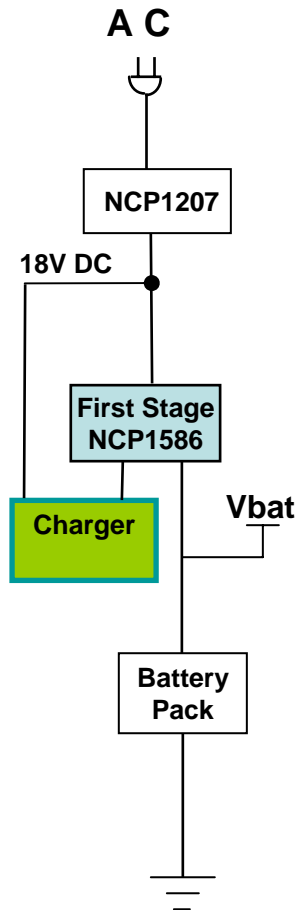 A C
NCP1207
18V DC
First Stage
NCP1586
Charger
Vbat
Battery
Pack